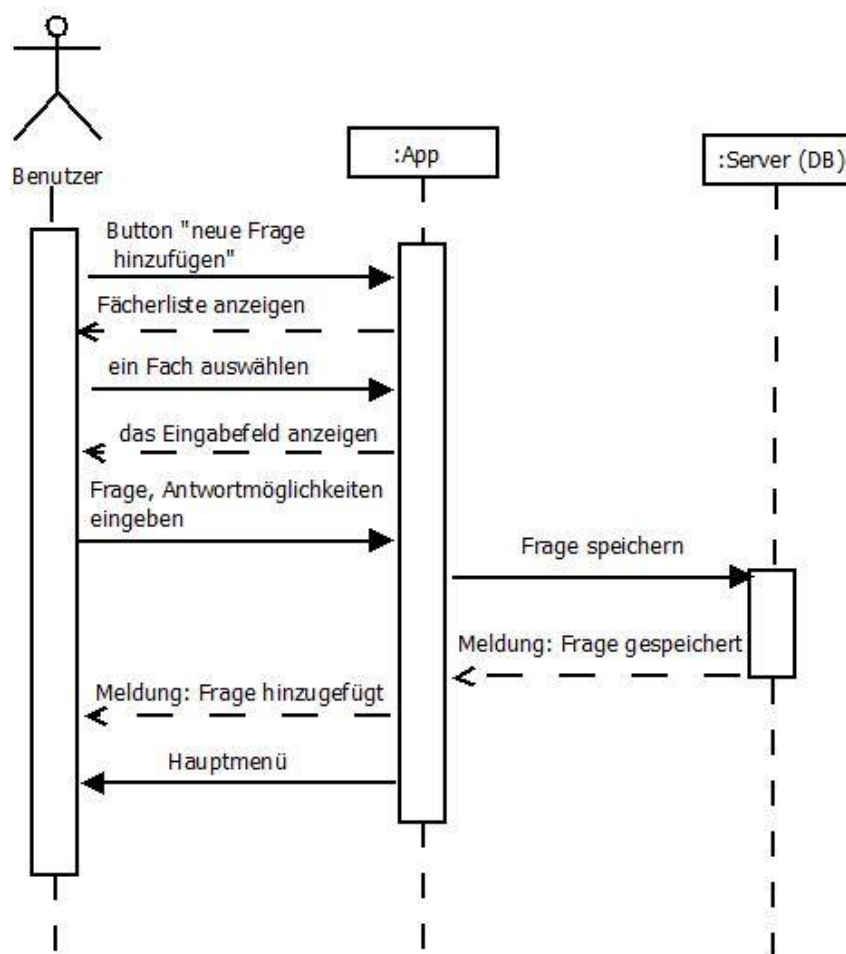 Benutzer
:App
:Server (DB)
Button "neue Frage
hinzufügen"
Fächerliste anzeigen
ein Fach auswählen
das Eingabefeld anzeigen
Frage, Antwortmöglichkeiten
eingeben
Frage speichern
Meldung: Frage gespeichert
Meldung: Frage hinzugefügt
Hauptmenü